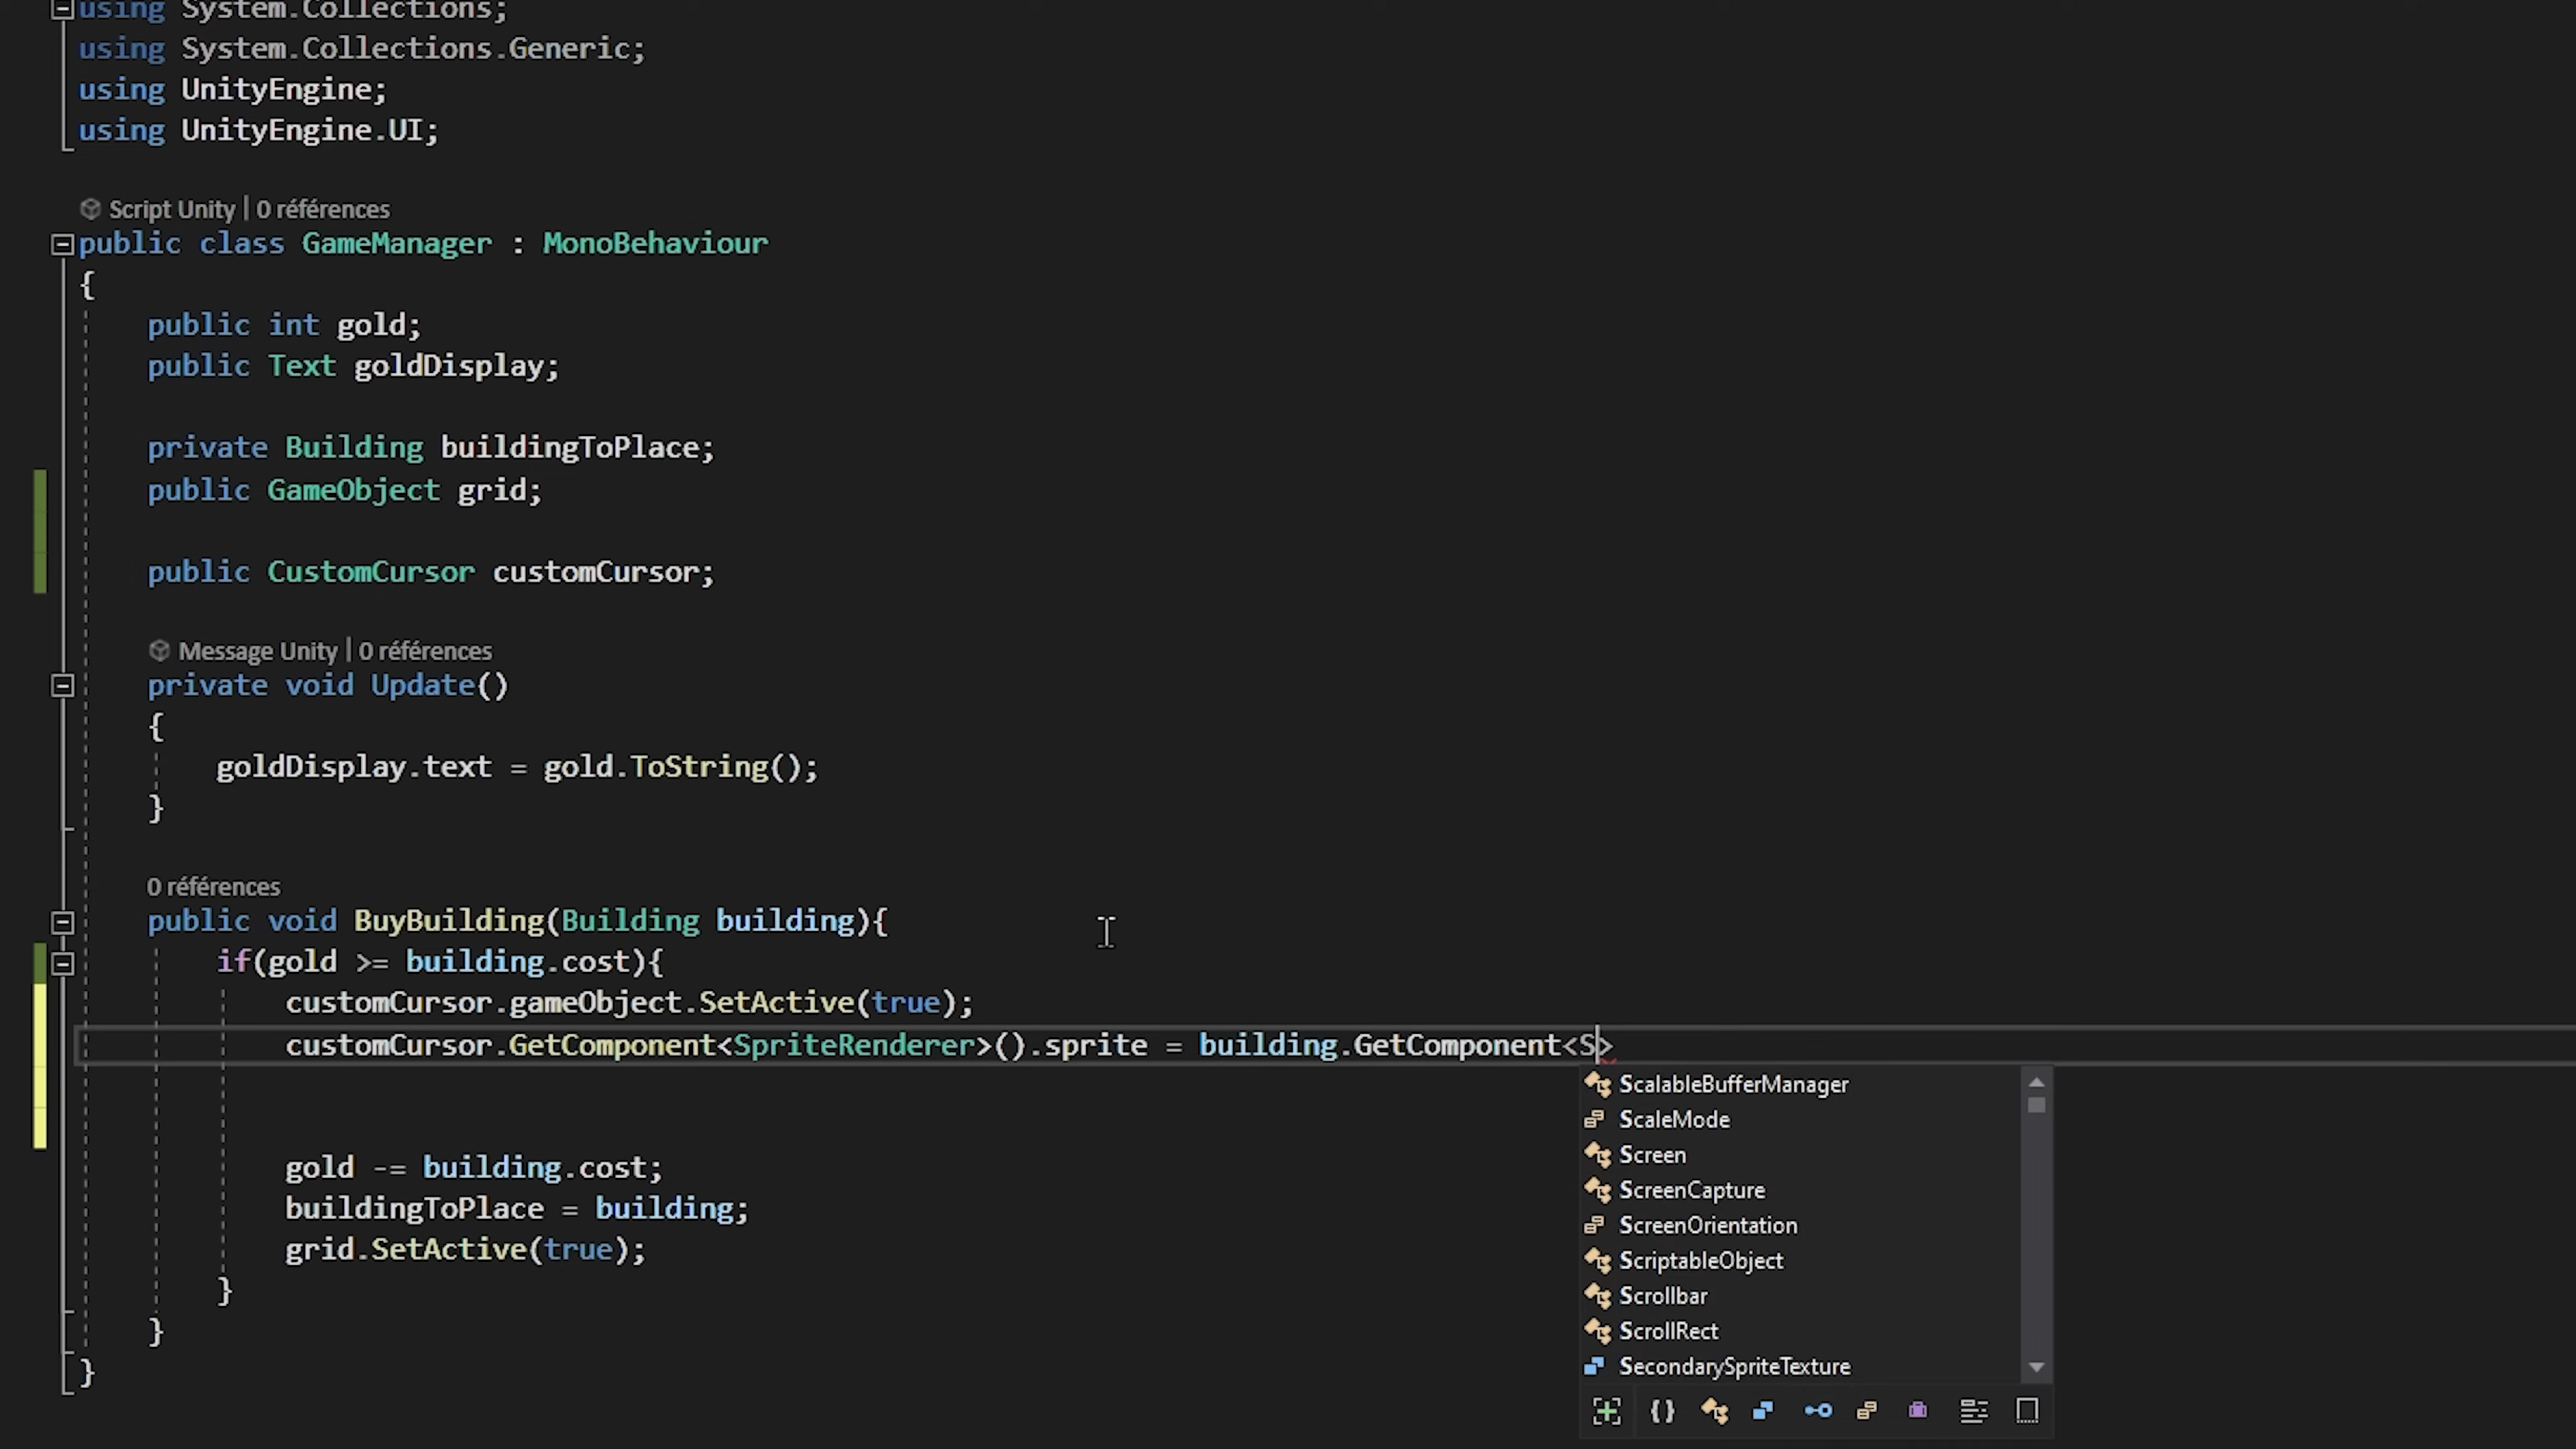 using System.Collections;
using System.Collections.Generic;
using UnityEngine;
using UnityEngine.UI;
Script Unity | 0 références
public class GameManager : MonoBehaviour
{
public int gold;
public Text goldDisplay;
private Building buildingToPlace;
public GameObject grid;
public CustomCursor customCursor;
Message Unity | 0 références
private void Update()
{
goldDisplay.text = gold.ToString();
}
0 références
public void BuyBuilding(Building building){
if(gold >= building.cost){
customCursor.gameObject.SetActive(true);
customCursor.GetComponent<SpriteRenderer>().sprite = building.GetComponent<S>
ScalableBufferManager
ScaleMode
Screen
ScreenCapture
ScreenOrientation
ScriptableObject
Scrollbar
ScrollRect
SecondarySpriteTexture
gold -= building.cost;
buildingToPlace = building;
grid.SetActive(true);
}
}
}